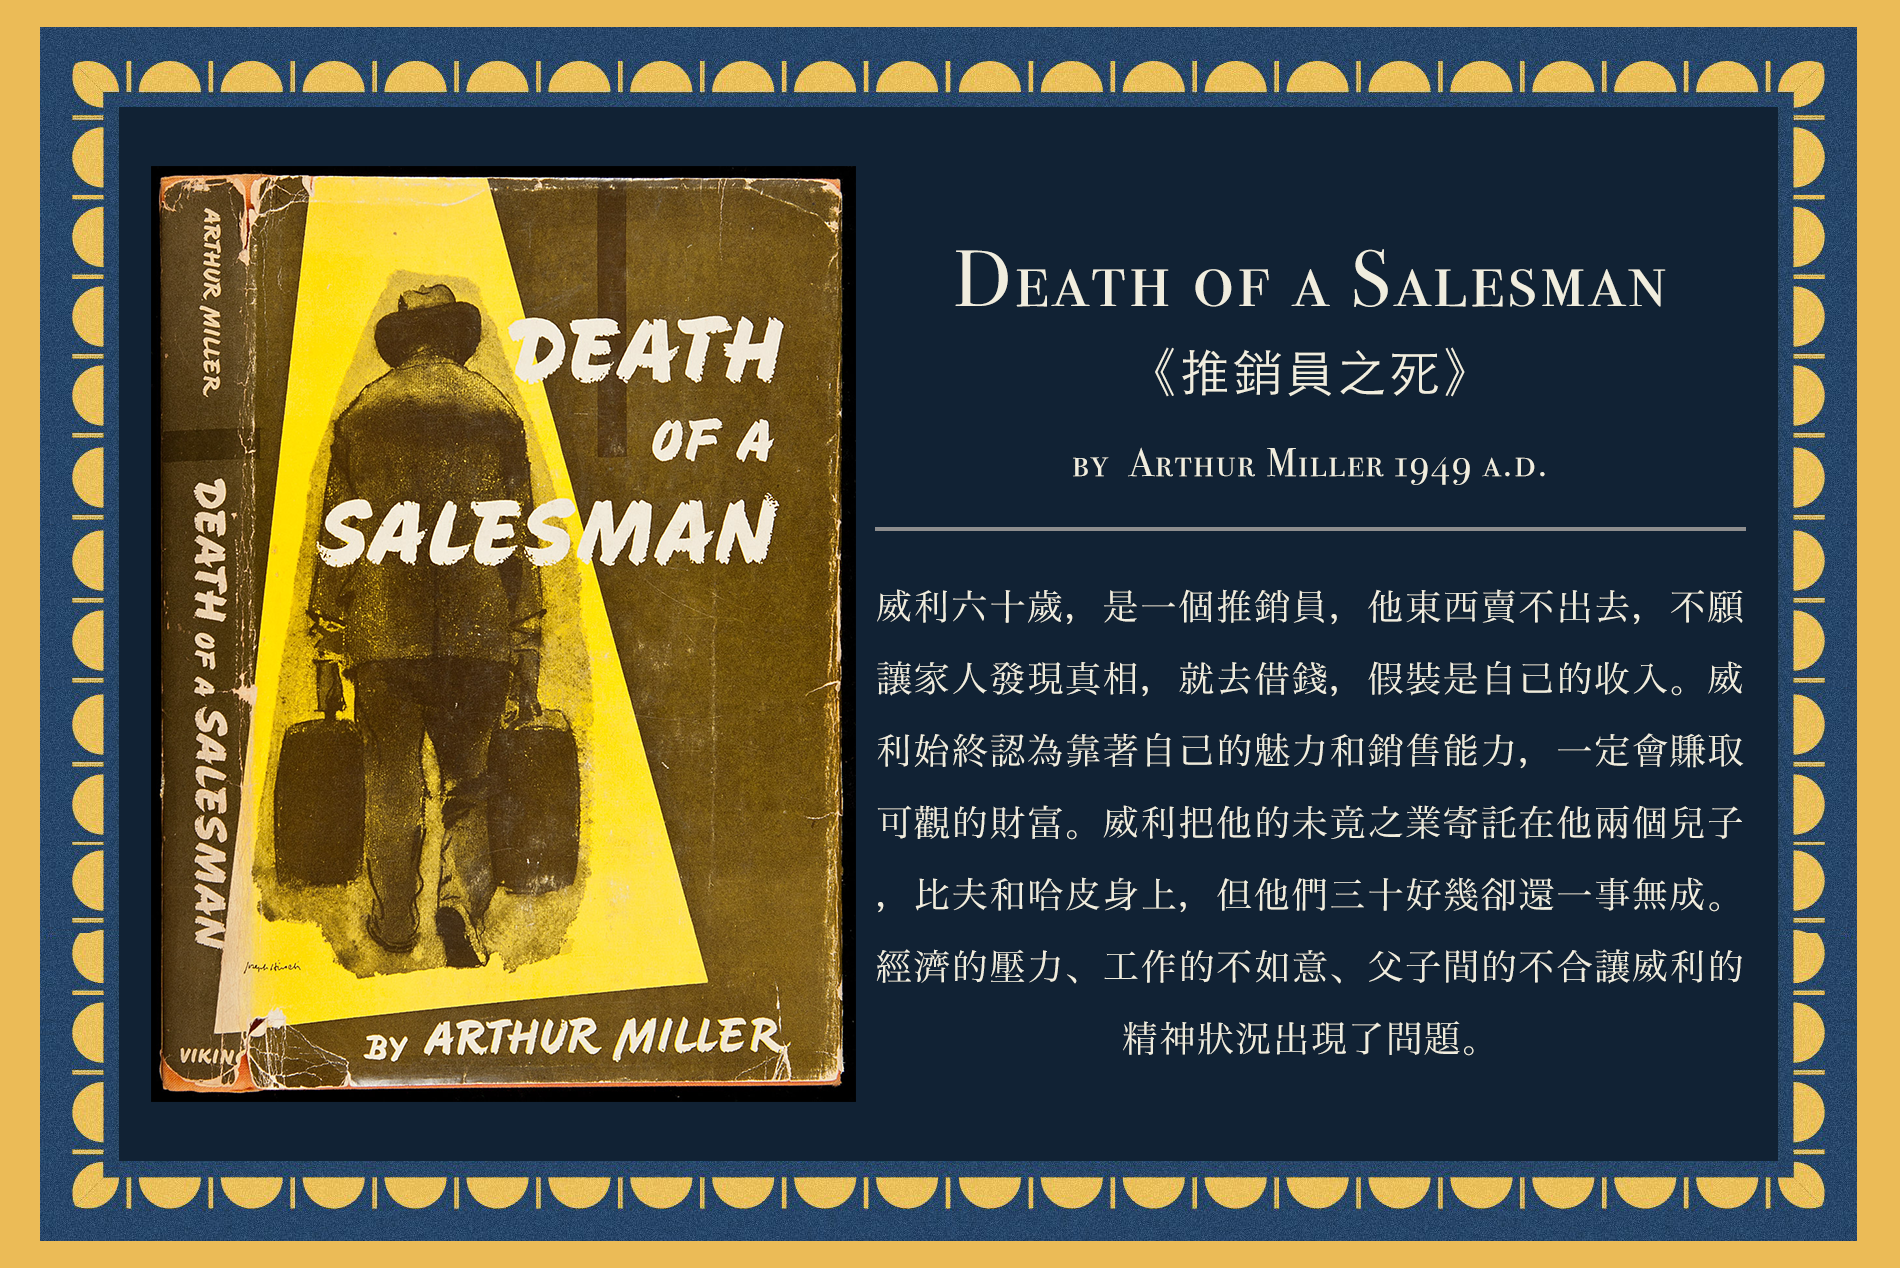 ARTHUR MILLER
DEATH OF A SALESMAN
VIKING
DEATH
OF A
SALESMAN
BY ARTHUR MILLER
Death of a Salesman
《推銷員之死》
by Arthur Miller 1949 a.d.
威利六十歲，是一個推銷員，他東西賣不出去，不願
讓家人發現真相，就去借錢，假裝是自己的收入。威
利始終認為靠著自己的魅力和銷售能力，一定會賺取
可觀的財富。威利把他的未竟之業寄託在他兩個兒子
，比夫和哈皮身上，但他們三十好幾卻還一事無成。
經濟的壓力、工作的不如意、父子間的不合讓威利的
精神狀況出現了問題。